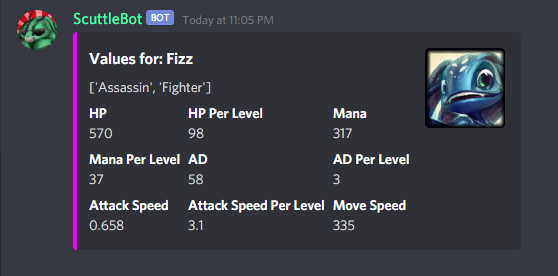 ScuttleBot BOT Today at 11:05 PM
Values for: Fizz
['Assassin', 'Fighter']
HP HP Per Level Mana
570 98 317
Mana Per Level AD AD Per Level
37 58 3
Attack Speed Attack Speed Per Level Move Speed
0.658 3.1 335